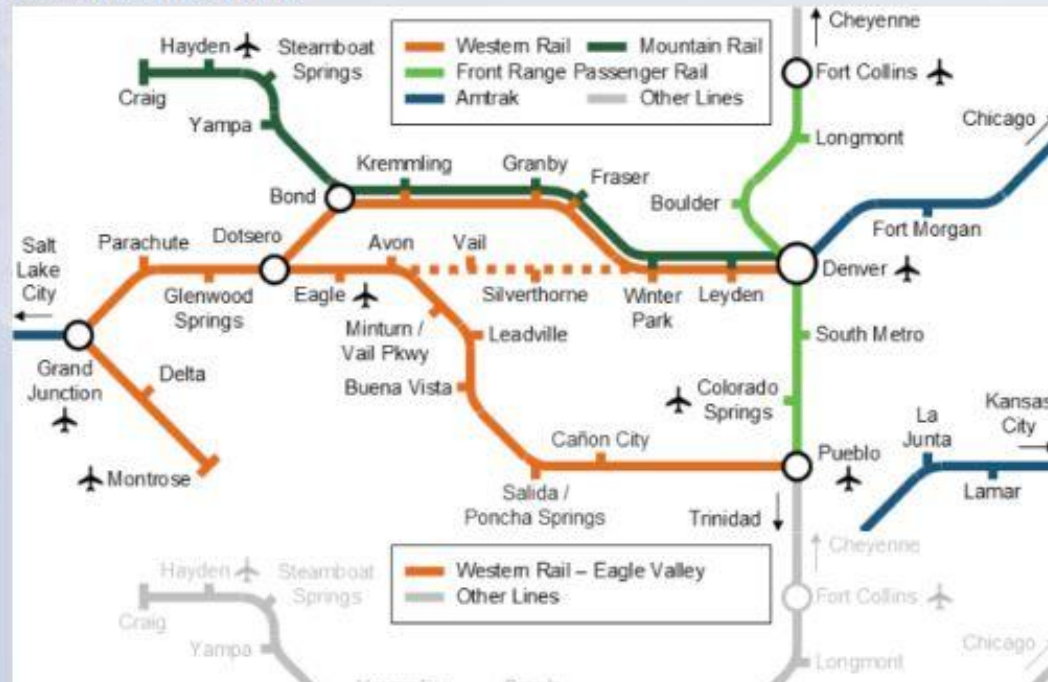 Cheyenne
Hayden
Steamboat
Springs
Western Rail
Mountain Rail
Front Range Passenger Rail
Amtrak
Other Lines
Fort Collins
Craig
Chicago
Yampa
Longmont
Kremmling
Granby
Fraser
Bond
Boulder
Fort Morgan
Salt
Lake
City
Parachute
Dotsero
Avon
Vail
Denver
Glenwood
Springs
Eagle
Silverthorne
Winter
Park
Leyden
Minturn /
Vail Pkwy
Leadville
South Metro
Grand
Junction
Delta
Buena Vista
Colorado
Springs
La
Junta
Kansas
City
Cañon City
Pueblo
Montrose
Lamar
Salida /
Poncha Springs
Trinidad
Cheyenne
Western Rail – Eagle Valley
Other Lines
Hayden
Steamboat
Springs
Fort Collins
Craig
Yampa
Chicago
Longmont